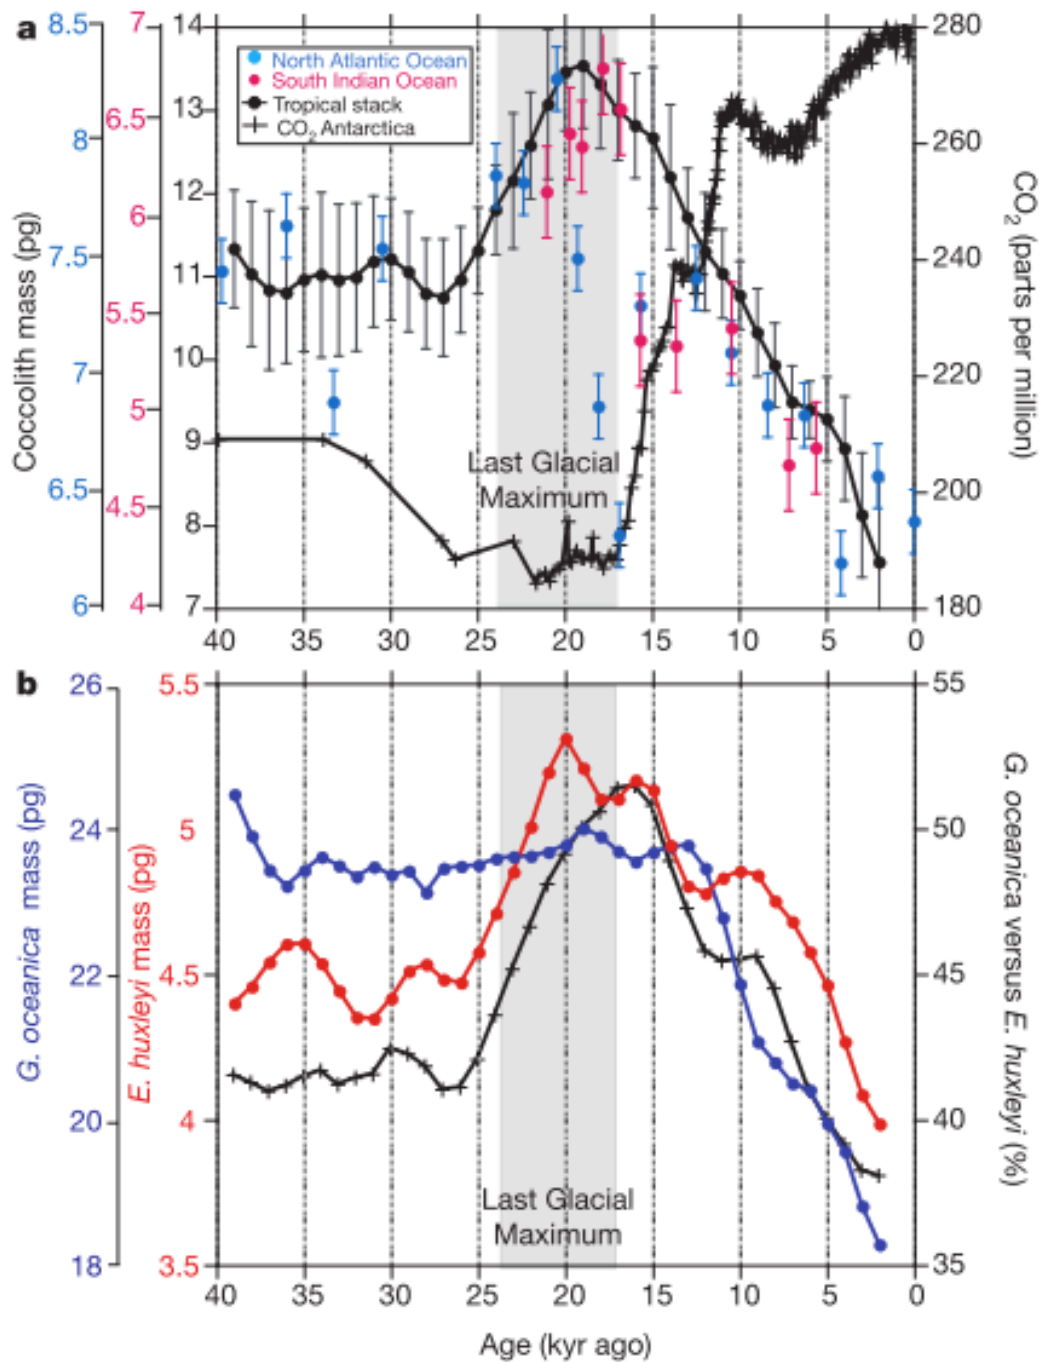 a
8.5
8
7.5
7
6.5
6
7
6.5
6
5.5
5
4.5
4
14
13
12
11
10
9
8
7
Coccolith mass (pg)
North Atlantic Ocean
South Indian Ocean
Tropical stack
CO2 Antarctica
Last Glacial
Maximum
280
260
240
220
200
180
CO2 (parts per
million)
40 35 30 25 20 15 10 5 0
b
26
24
22
20
18
G. oceanica mass (pg)
5.5
5
4.5
4
3.5
E. huxleyi mass (pg)
Last Glacial
Maximum
55
50
45
40
35
G. oceanica versus E. huxleyi (%)
40 35 30 25 20 15 10 5 0
Age (kyr ago)